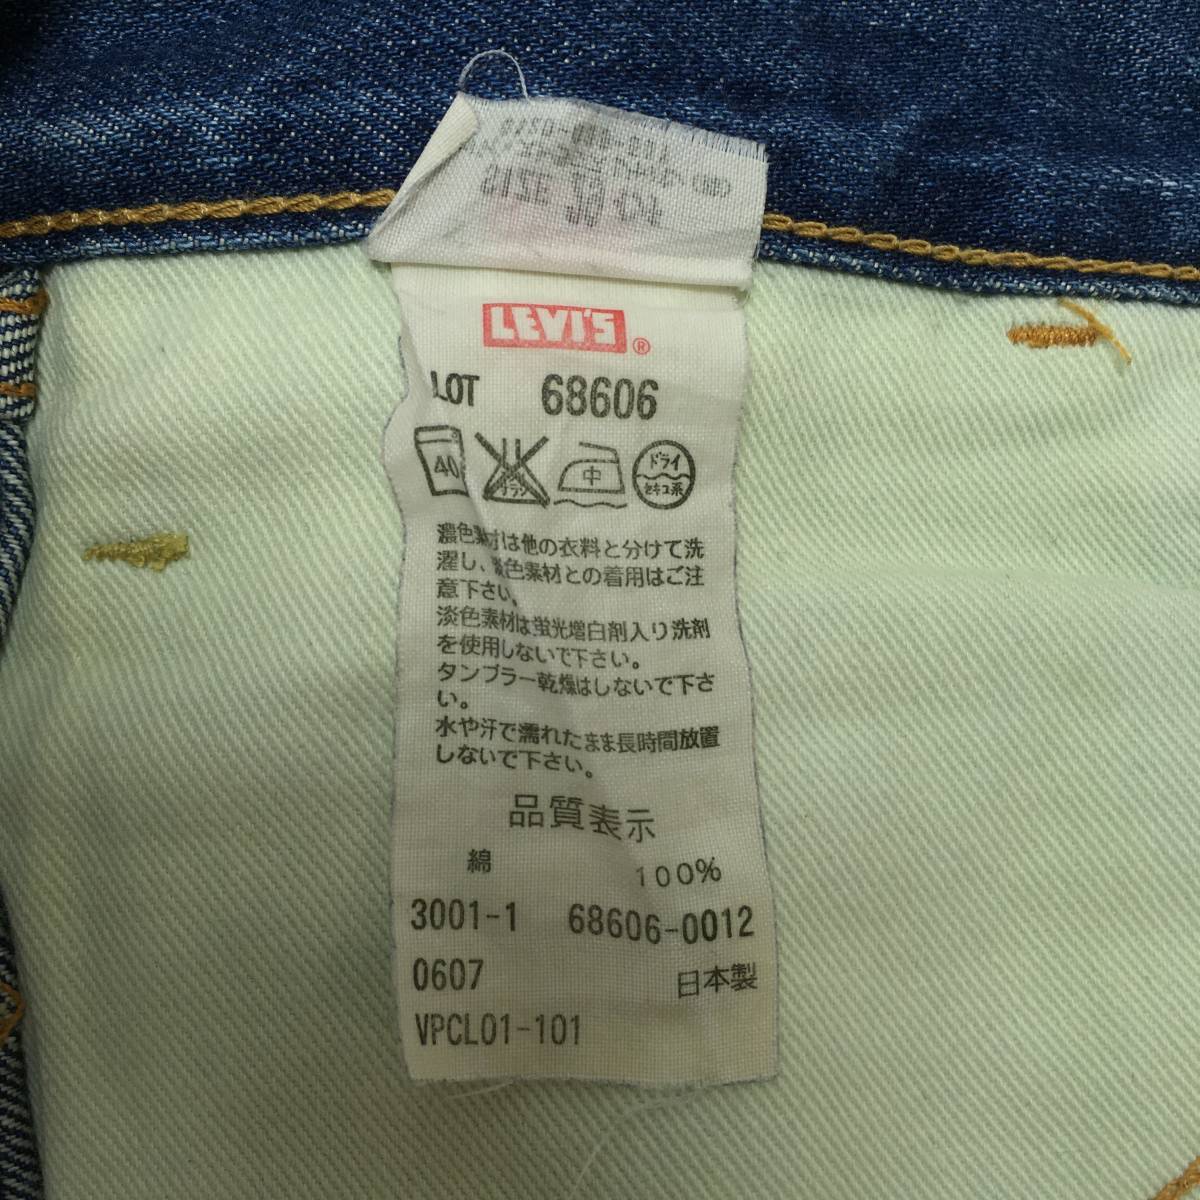 LEVI'S ®
LOT 68606
40 中 ドライ セキユ系
濃色素材は他の衣料と分けて洗
濯し、淡色素材との着用はご注
意下さい。
淡色素材は蛍光増白剤入り洗剤
を使用しないで下さい。
タンブラー乾燥はしないで下さ
い。
水や汗で濡れたまま長時間放置
しないで下さい。
品質表示
綿 100%
3001-1 68606-0012
0607 日本製
VPCL01-101